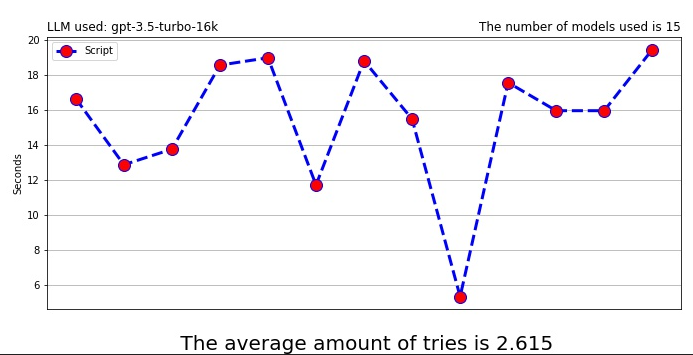 LLM used: gpt-3.5-turbo-16k
The number of models used is 15
Script
20
18
16
14
12
10
8
6
Seconds
The average amount of tries is 2.615